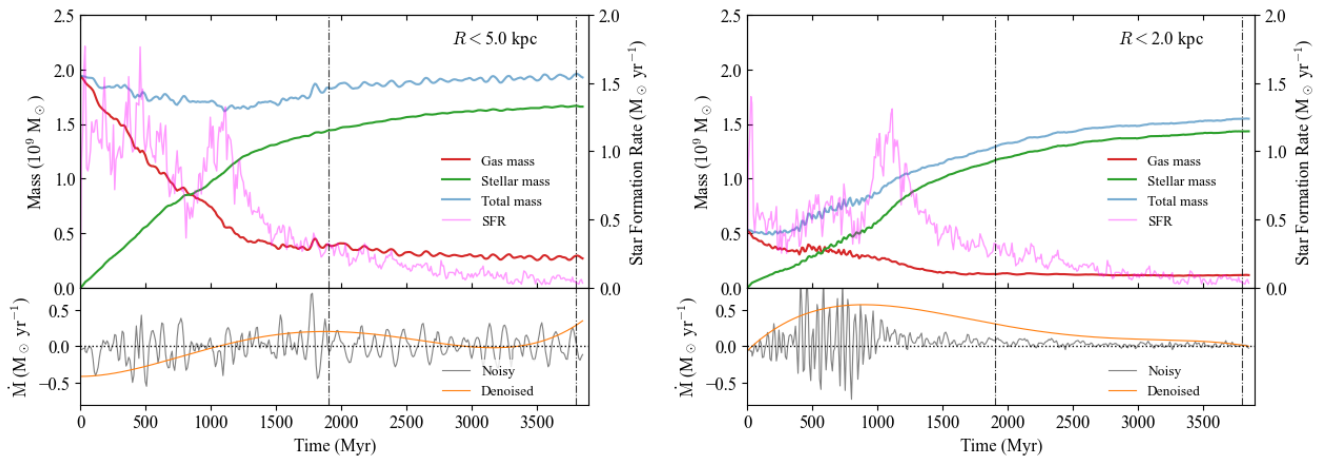 2.5
2.0
1.5
1.0
0.5
0.0
Mass (10⁹ M⊙)
R < 5.0 kpc
Gas mass
Stellar mass
Total mass
SFR
2.0
1.5
1.0
0.5
0.0
Star Formation Rate (M⊙ yr⁻¹)
0.5
0.0
−0.5
Ṁ (M⊙ yr⁻¹)
Noisy
Denoised
0 500 1000 1500 2000 2500 3000 3500
Time (Myr)
2.5
2.0
1.5
1.0
0.5
0.0
Mass (10⁹ M⊙)
R < 2.0 kpc
Gas mass
Stellar mass
Total mass
SFR
2.0
1.5
1.0
0.5
0.0
Star Formation Rate (M⊙ yr⁻¹)
0.5
0.0
−0.5
Ṁ (M⊙ yr⁻¹)
Noisy
Denoised
0 500 1000 1500 2000 2500 3000 3500
Time (Myr)